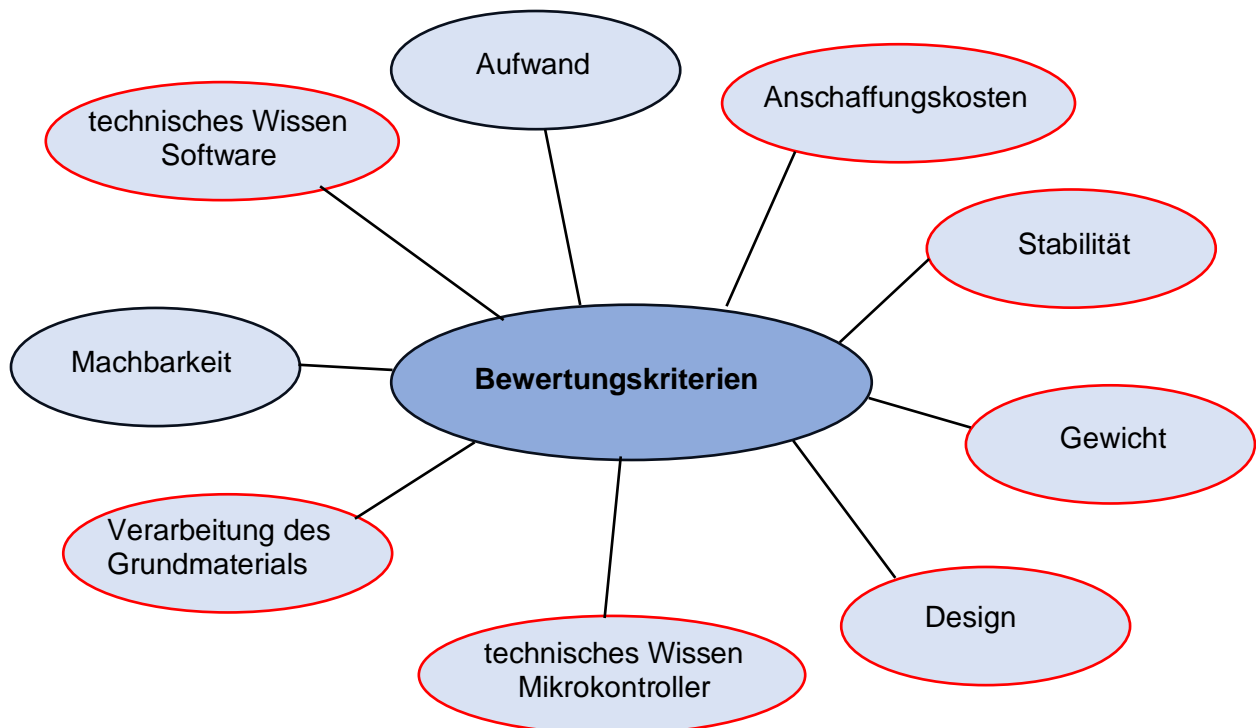 Aufwand
Anschaffungskosten
technisches Wissen
Software
Stabilität
Machbarkeit
Bewertungskriterien
Gewicht
Verarbeitung des
Grundmaterials
Design
technisches Wissen
Mikrokontroller